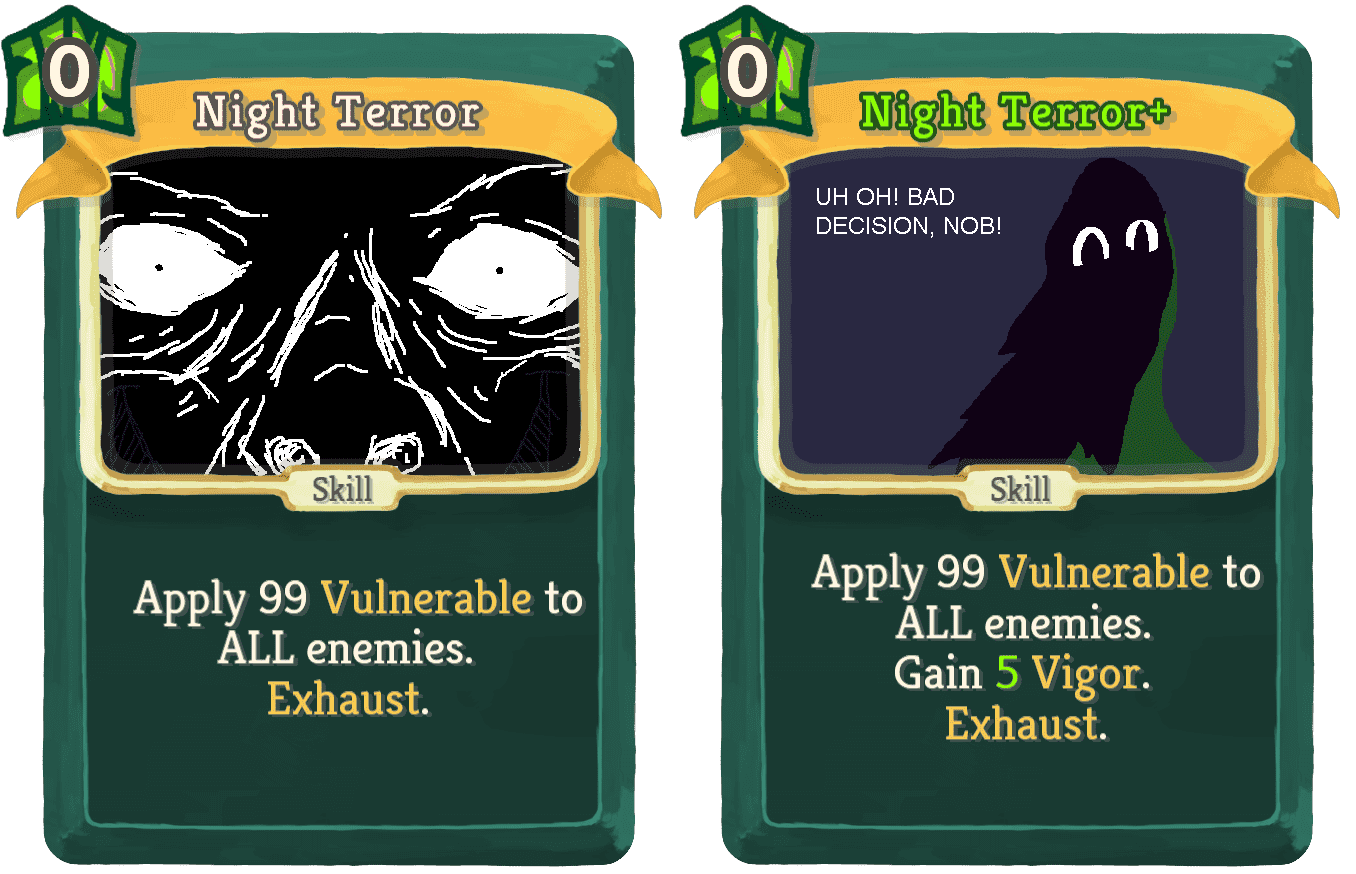 0
Night Terror
Skill
Apply 99 Vulnerable to
ALL enemies.
Exhaust.
0
Night Terror+
UH OH! BAD
DECISION, NOB!
Skill
Apply 99 Vulnerable to
ALL enemies.
Gain 5 Vigor.
Exhaust.